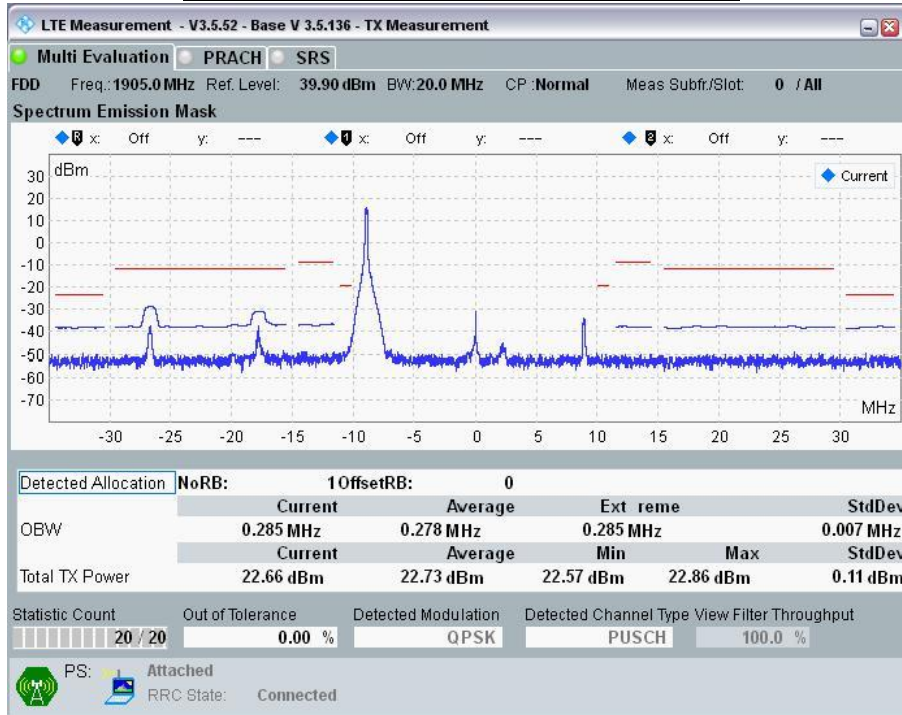 LTE Measurement - V3.5.52 - Base V 3.5.136 - TX Measurement
Multi Evaluation PRACH SRS
FDD Freq.:1905.0 MHz Ref. Level: 39.90 dBm BW:20.0 MHz CP :Normal Meas Subfr./Slot: 0 / All
Spectrum Emission Mask
R x: Off y: --- 1 x: Off y: --- 2 x: Off y: ---
dBm
Current
30
20
10
0
-10
-20
-30
-40
-50
-60
-70
MHz
-30 -25 -20 -15 -10 -5 0 5 10 15 20 25 30
Detected Allocation NoRB: 1 OffsetRB: 0
Current Average Ext reme StdDev
OBW 0.285 MHz 0.278 MHz 0.285 MHz 0.007 MHz
Current Average Min Max StdDev
Total TX Power 22.66 dBm 22.73 dBm 22.57 dBm 22.86 dBm 0.11 dBm
Statistic Count Out of Tolerance Detected Modulation Detected Channel Type View Filter Throughput
20 / 20 0.00 % QPSK PUSCH 100.0 %
PS: Attached
RRC State: Connected